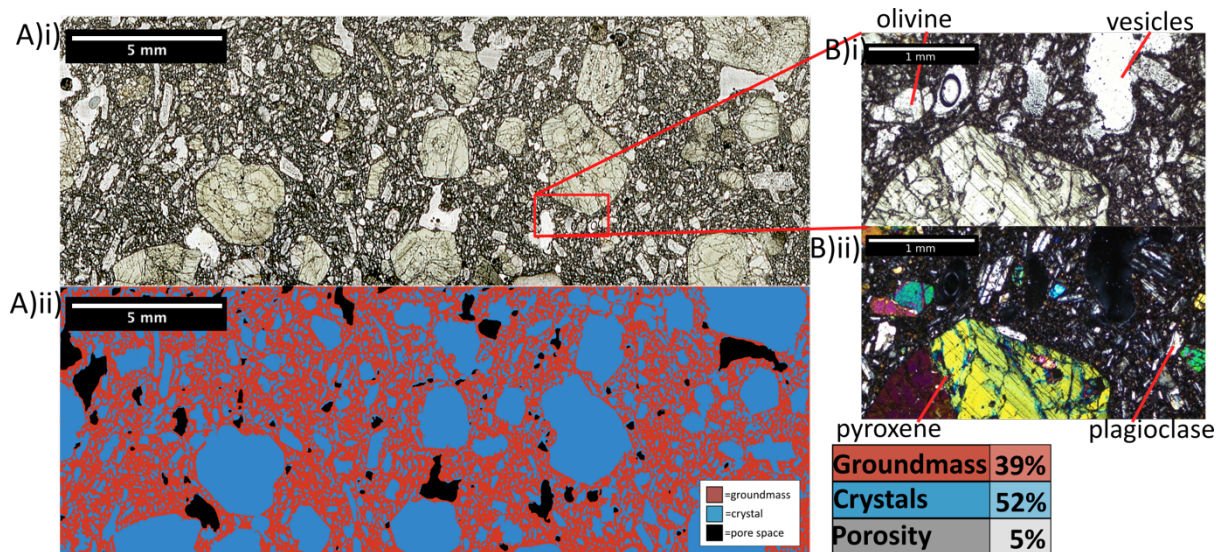 A)i)
5 mm
olivine
vesicles
B)i)
1 mm
A)ii)
5 mm
B)ii)
1 mm
pyroxene
plagioclase
=groundmass
=crystal
=pore space
Groundmass 39%
Crystals 52%
Porosity 5%